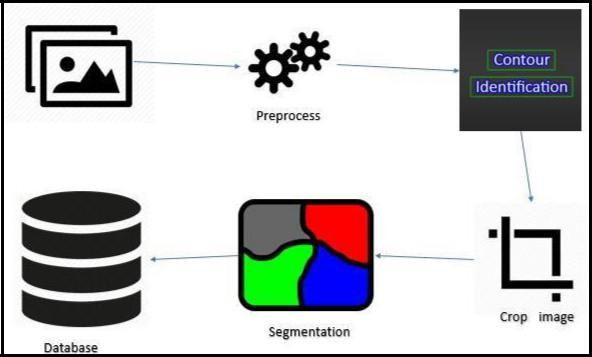 Preprocess
Contour
Identification
Crop image
Segmentation
Database